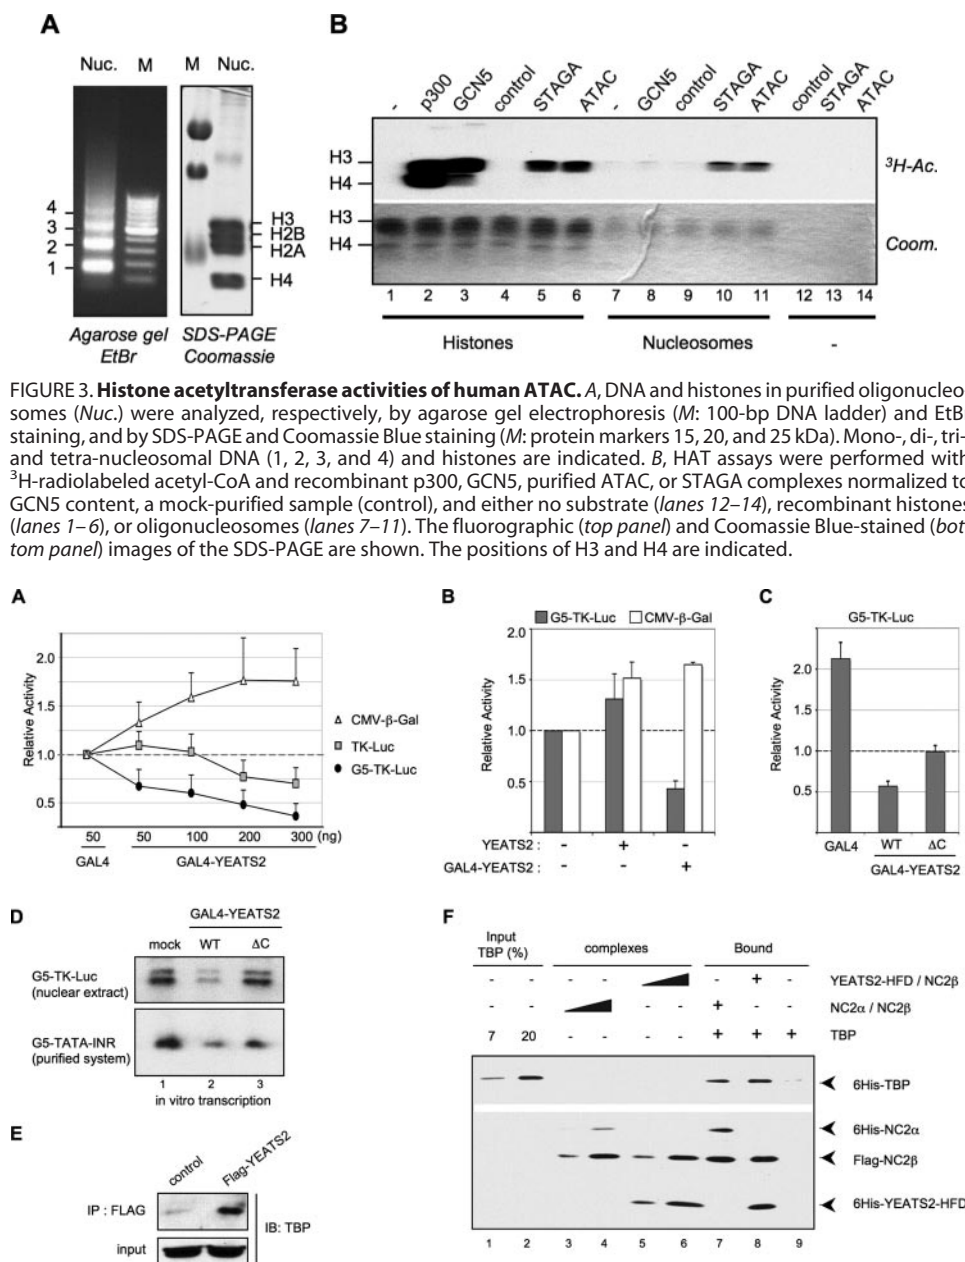 A
B
Nuc. M M Nuc.
- p300 GCN5 control STAGA ATAC - GCN5 control STAGA ATAC control STAGA ATAC
H3
H4
³H-Ac.
H3
H4
Coom.
4
3
2
1
H3
H2B
H2A
H4
1 2 3 4 5 6 7 8 9 10 11 12 13 14
Agarose gel
EtBr
SDS-PAGE
Coomassie
Histones Nucleosomes -
FIGURE 3. Histone acetyltransferase activities of human ATAC. A, DNA and histones in purified oligonucleo
somes (Nuc.) were analyzed, respectively, by agarose gel electrophoresis (M: 100-bp DNA ladder) and EtB
staining, and by SDS-PAGE and Coomassie Blue staining (M: protein markers 15, 20, and 25 kDa). Mono-, di-, tri-
and tetra-nucleosomal DNA (1, 2, 3, and 4) and histones are indicated. B, HAT assays were performed with
³H-radiolabeled acetyl-CoA and recombinant p300, GCN5, purified ATAC, or STAGA complexes normalized to
GCN5 content, a mock-purified sample (control), and either no substrate (lanes 12–14), recombinant histones
(lanes 1–6), or oligonucleosomes (lanes 7–11). The fluorographic (top panel) and Coomassie Blue-stained (bot
tom panel) images of the SDS-PAGE are shown. The positions of H3 and H4 are indicated.
A
Relative Activity
2.0
1.5
1.0
0.5
CMV-β-Gal
TK-Luc
G5-TK-Luc
50 50 100 200 300 (ng)
GAL4 GAL4-YEATS2
B
G5-TK-Luc CMV-β-Gal
Relative Activity
2.0
1.5
1.0
0.5
YEATS2 : - + -
GAL4-YEATS2 : - - +
C
G5-TK-Luc
Relative Activity
2.5
2.0
1.5
1.0
0.5
GAL4 WT ΔC
GAL4-YEATS2
D
GAL4-YEATS2
mock WT ΔC
G5-TK-Luc
(nuclear extract)
G5-TATA-INR
(purified system)
1 2 3
in vitro transcription
E
control Flag-YEATS2
IP : FLAG
input
IB: TBP
F
Input
TBP (%)
complexes
Bound
- - - - - + - YEATS2-HFD / NC2β
- - - - + - - NC2α / NC2β
7 20 - - - - + + + TBP
6His-TBP
6His-NC2α
Flag-NC2β
6His-YEATS2-HFD
1 2 3 4 5 6 7 8 9